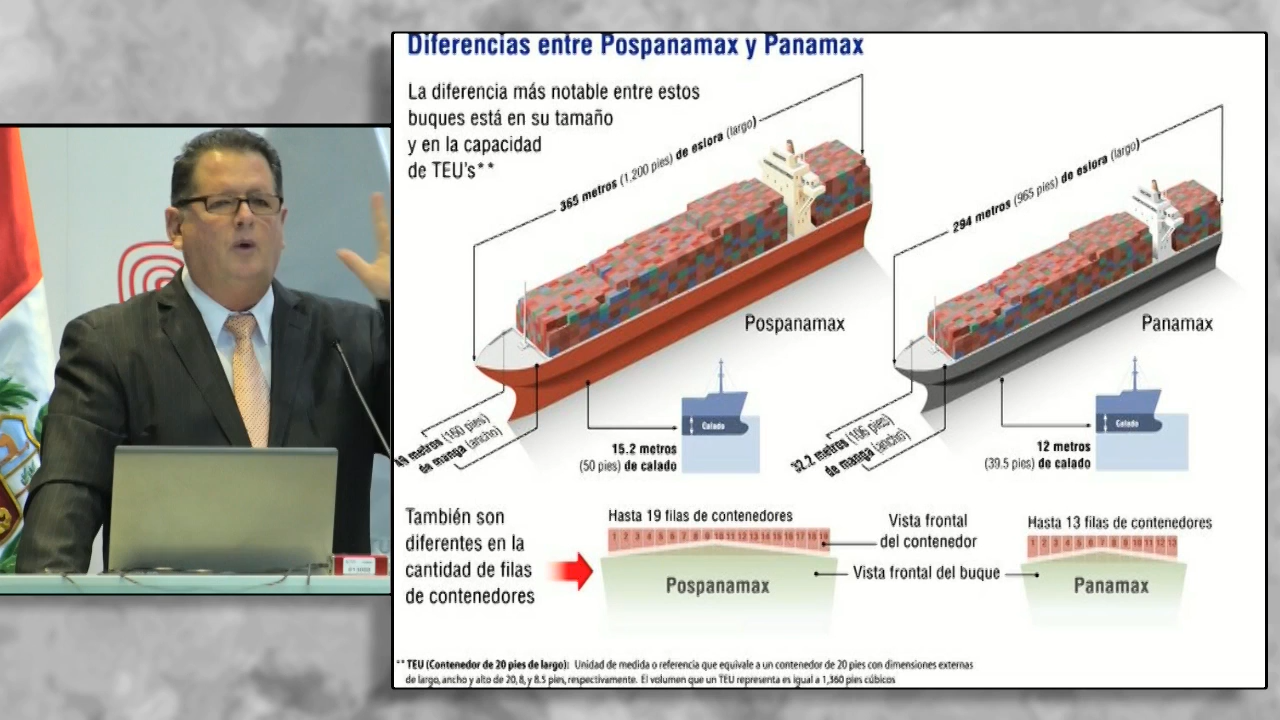 Diferencias entre Pospanamax y Panamax
La diferencia más notable entre estos
buques está en su tamaño
y en la capacidad
de TEU's**
365 metros (1,200 pies) de eslora (largo)
294 metros (965 pies) de eslora (largo)
Pospanamax
Panamax
49 metros (160 pies)
de manga (ancho)
Calado
15.2 metros
(50 pies) de calado
32.2 metros (106 pies)
de manga (ancho)
Calado
12 metros
(39.5 pies) de calado
También son
diferentes en la
cantidad de filas
de contenedores
Hasta 19 filas de contenedores
1 2 3 4 5 6 7 8 9 10 11 12 13 14 15 16 17 18 19
Pospanamax
Vista frontal
del contenedor
Vista frontal del buque
Hasta 13 filas de contenedores
1 2 3 4 5 6 7 8 9 10 11 12 13
Panamax
** TEU (Contenedor de 20 pies de largo): Unidad de medida o referencia que equivale a un contenedor de 20 pies con dimensiones externas
de largo, ancho y alto de 20, 8, y 8.5 pies, respectivamente. El volumen que un TEU representa es igual a 1,360 pies cúbicos